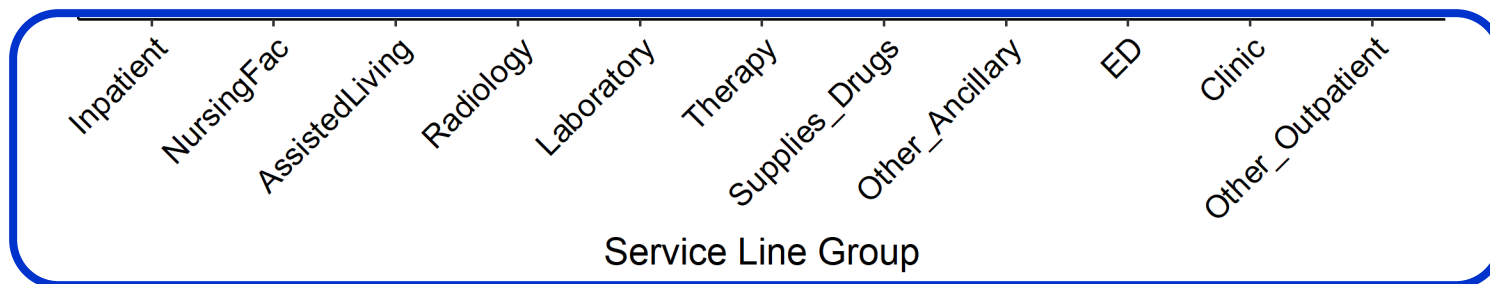 Inpatient
NursingFac
AssistedLiving
Radiology
Laboratory
Therapy
Supplies_Drugs
Other_Ancillary
ED
Clinic
Other_Outpatient
Service Line Group